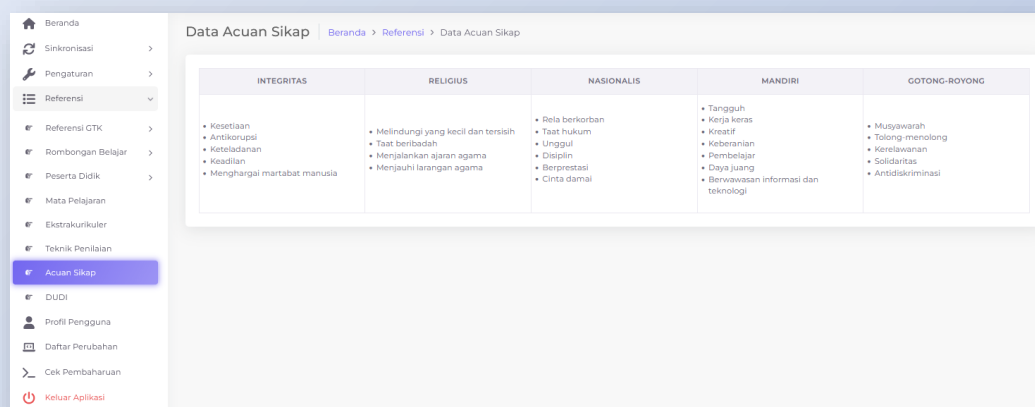 Beranda
Sinkronisasi
Pengaturan
Referensi
Referensi GTK
Rombongan Belajar
Peserta Didik
Mata Pelajaran
Ekstrakurikuler
Teknik Penilaian
Acuan Sikap
DUDI
Profil Pengguna
Daftar Perubahan
Cek Pembaharuan
Keluar Aplikasi
Data Acuan Sikap
Beranda > Referensi > Data Acuan Sikap
INTEGRITAS
• Kesetiaan
• Antikorupsi
• Keteladanan
• Keadilan
• Menghargai martabat manusia
RELIGIUS
• Melindungi yang kecil dan tersisih
• Taat beribadah
• Menjalankan ajaran agama
• Menjauhi larangan agama
NASIONALIS
• Rela berkorban
• Taat hukum
• Unggul
• Disiplin
• Berprestasi
• Cinta damai
MANDIRI
• Tangguh
• Kerja keras
• Kreatif
• Keberanian
• Pembelajar
• Daya juang
• Berwawasan informasi dan
teknologi
GOTONG-ROYONG
• Musyawarah
• Tolong-menolong
• Kerelawanan
• Solidaritas
• Antidiskriminasi